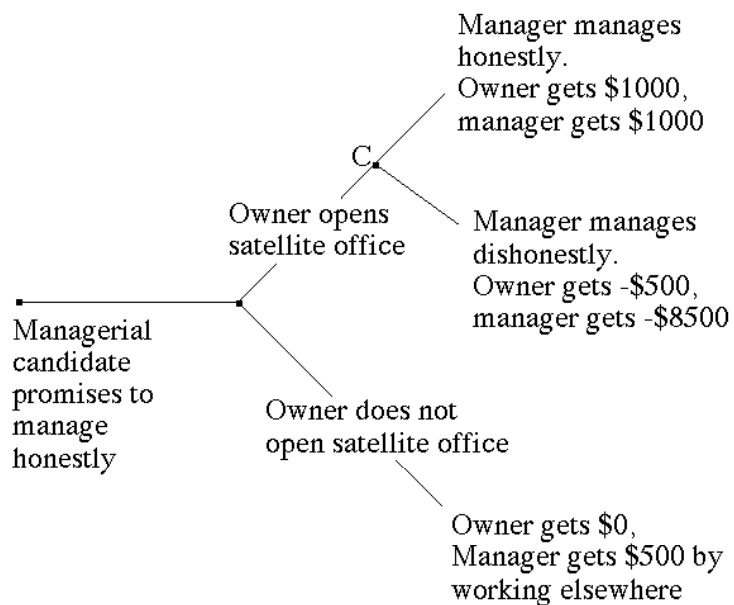 Manager manages
honestly.
Owner gets $1000,
manager gets $1000
C
Owner opens
satellite office
Manager manages
dishonestly.
Owner gets -$500,
manager gets -$8500
Managerial
candidate
promises to
manage
honestly
Owner does not
open satellite office
Owner gets $0,
Manager gets $500 by
working elsewhere